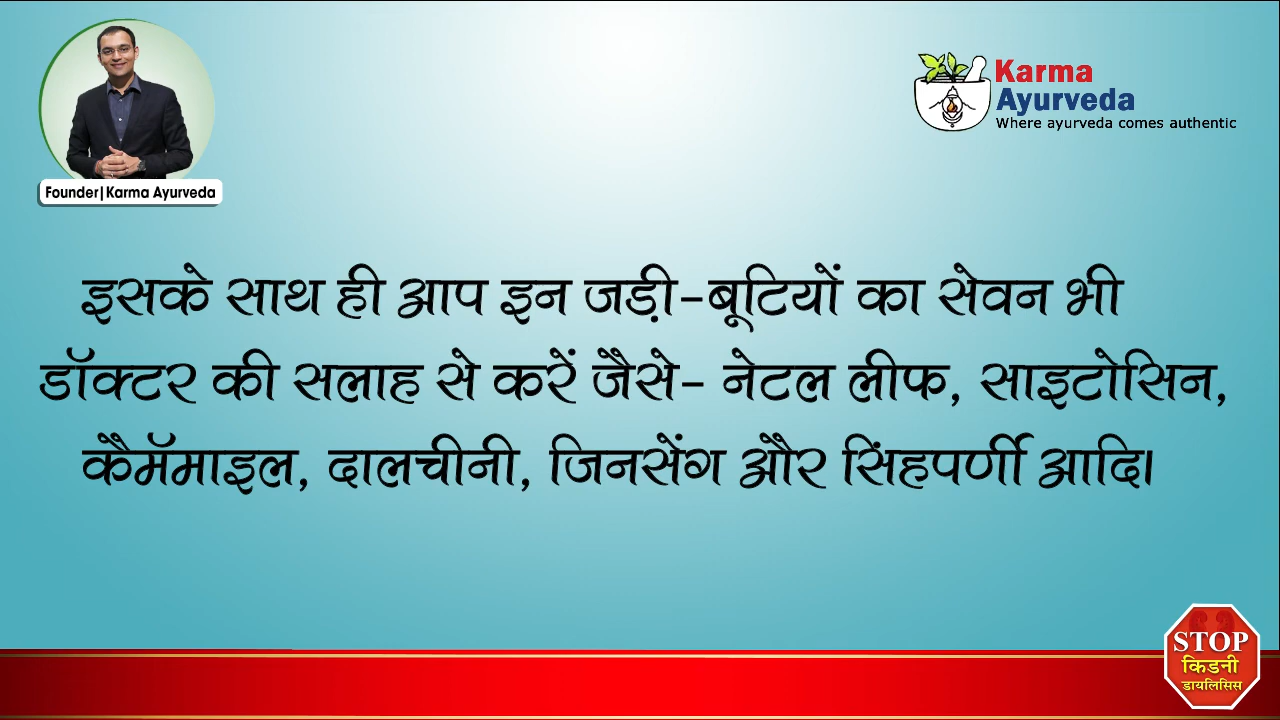 Founder|Karma Ayurveda
Karma
Ayurveda
Where ayurveda comes authentic
इसके साथ ही आप इन जड़ी-बूटियों का सेवन भी
डॉक्टर की सलाह से करें जैसे- नेटल लीफ, साइटोसिन,
कैमॅमाइल, दालचीनी, जिनसेंग और सिंहपर्णी आदि।
STOP
किडनी
डायलिसिस